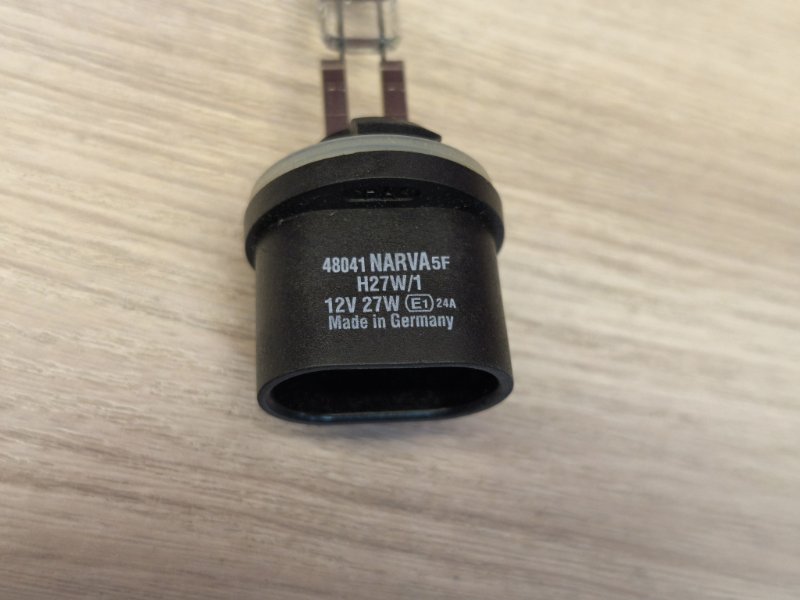 48041 NARVA 5F
H27W/1
12V 27W E1 24A
Made in Germany